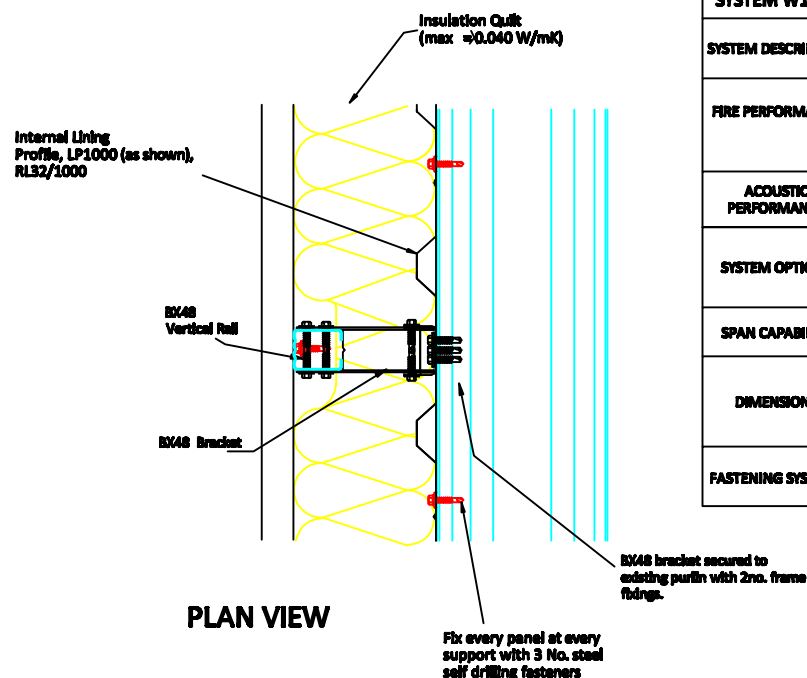 Insulation Quilt
(max =>0.040 W/mK)
Internal Lining
Profile, LP1000 (as shown),
RL32/1000
BX48
Vertical Rail
BX48 Bracket
PLAN VIEW
BX48 bracket secured to
existing purlin with 2no. frame
fixings.
Fix every panel at every
support with 3 No. steel
self drilling fasteners
SYSTEM W1
SYSTEM DESCRI
FIRE PERFORMA
ACOUSTIC
PERFORMAN
SYSTEM OPTIO
SPAN CAPABI
DIMENSION
FASTENING SYS